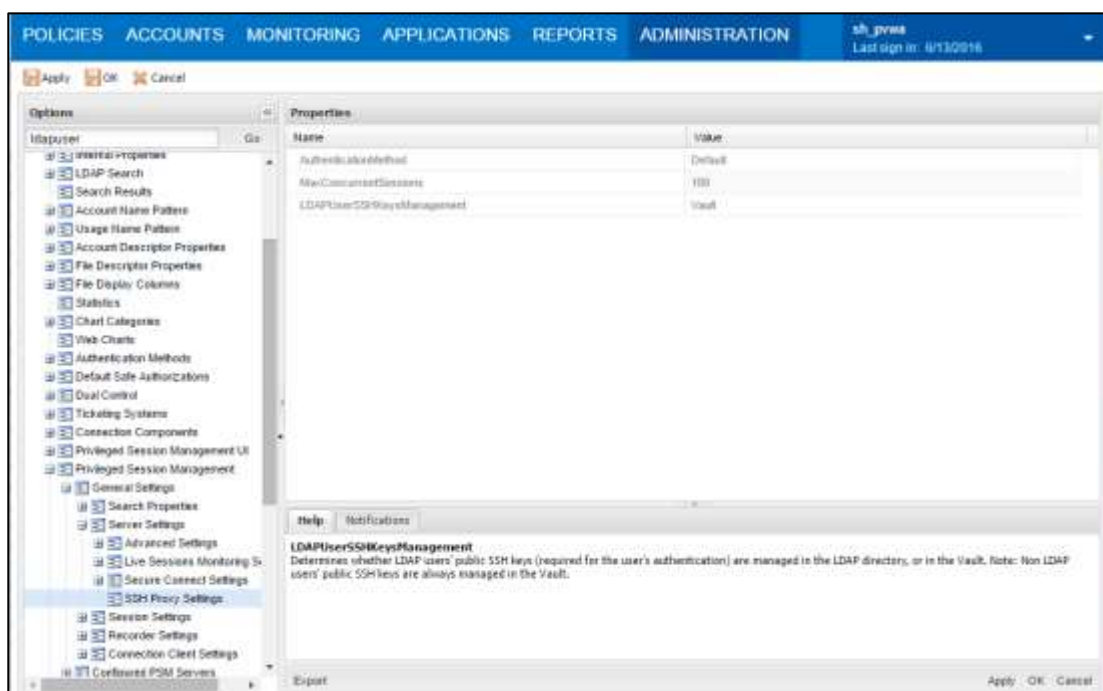 POLICIES ACCOUNTS MONITORING APPLICATIONS REPORTS ADMINISTRATION
sh_pvwa
Last sign in: 6/13/2016
Apply OK Cancel
Options
ldapuser Go
Internal Properties
LDAP Search
Search Results
Account Name Pattern
Usage Name Pattern
Account Descriptor Properties
File Descriptor Properties
File Display Columns
Statistics
Chart Categories
Web Charts
Authentication Methods
Default Safe Authorizations
Dual Control
Ticketing Systems
Connection Components
Privileged Session Management UI
Privileged Session Management
General Settings
Search Properties
Server Settings
Advanced Settings
Live Sessions Monitoring S
Secure Connect Settings
SSH Proxy Settings
Session Settings
Recorder Settings
Connection Client Settings
Configured PSM Servers
Properties
Name Value
AuthenticationMethod Default
MaxConcurrentSessions 100
LDAPUserSSHKeysManagement Vault
Help Notifications
LDAPUserSSHKeysManagement
Determines whether LDAP users' public SSH keys (required for the user's authentication) are managed in the LDAP directory, or in the Vault. Note: Non LDAP
users' public SSH keys are always managed in the Vault.
Export Apply OK Cancel